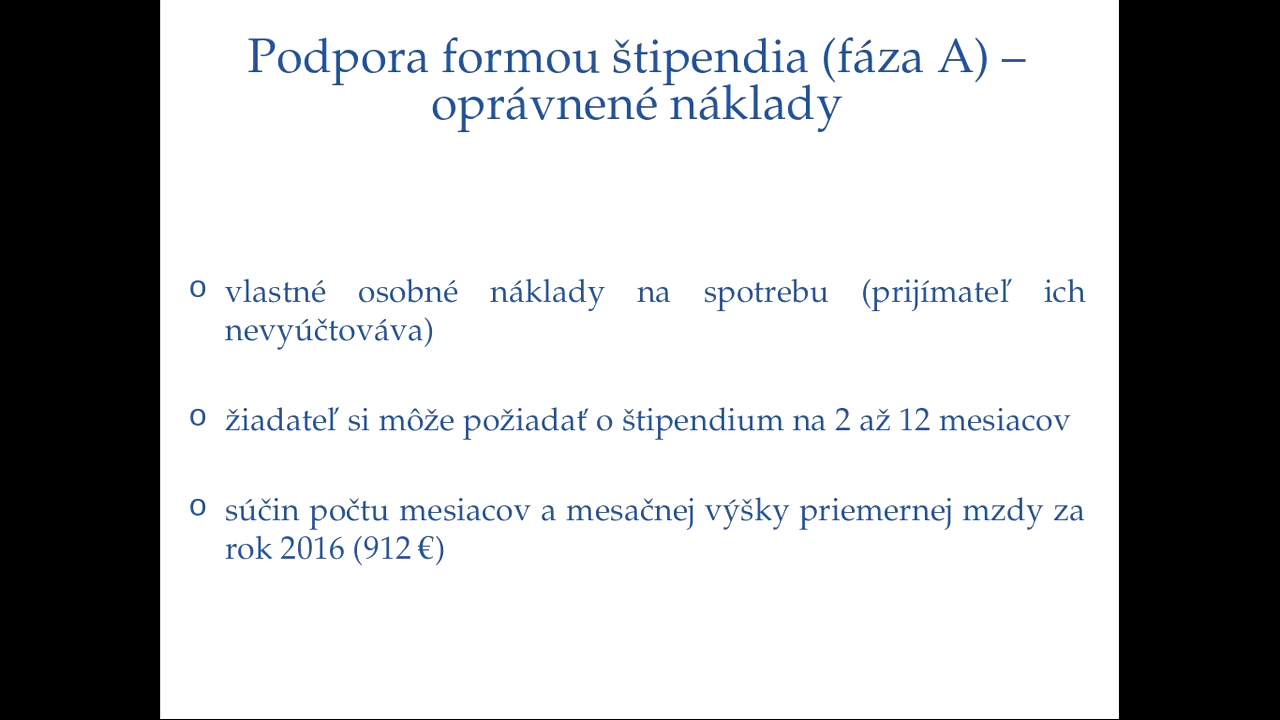 Podpora formou štipendia (fáza A) –
oprávnené náklady
o vlastné osobné náklady na spotrebu (prijímateľ ich
nevyúčtováva)
o žiadateľ si môže požiadať o štipendium na 2 až 12 mesiacov
o súčin počtu mesiacov a mesačnej výšky priemernej mzdy za
rok 2016 (912 €)